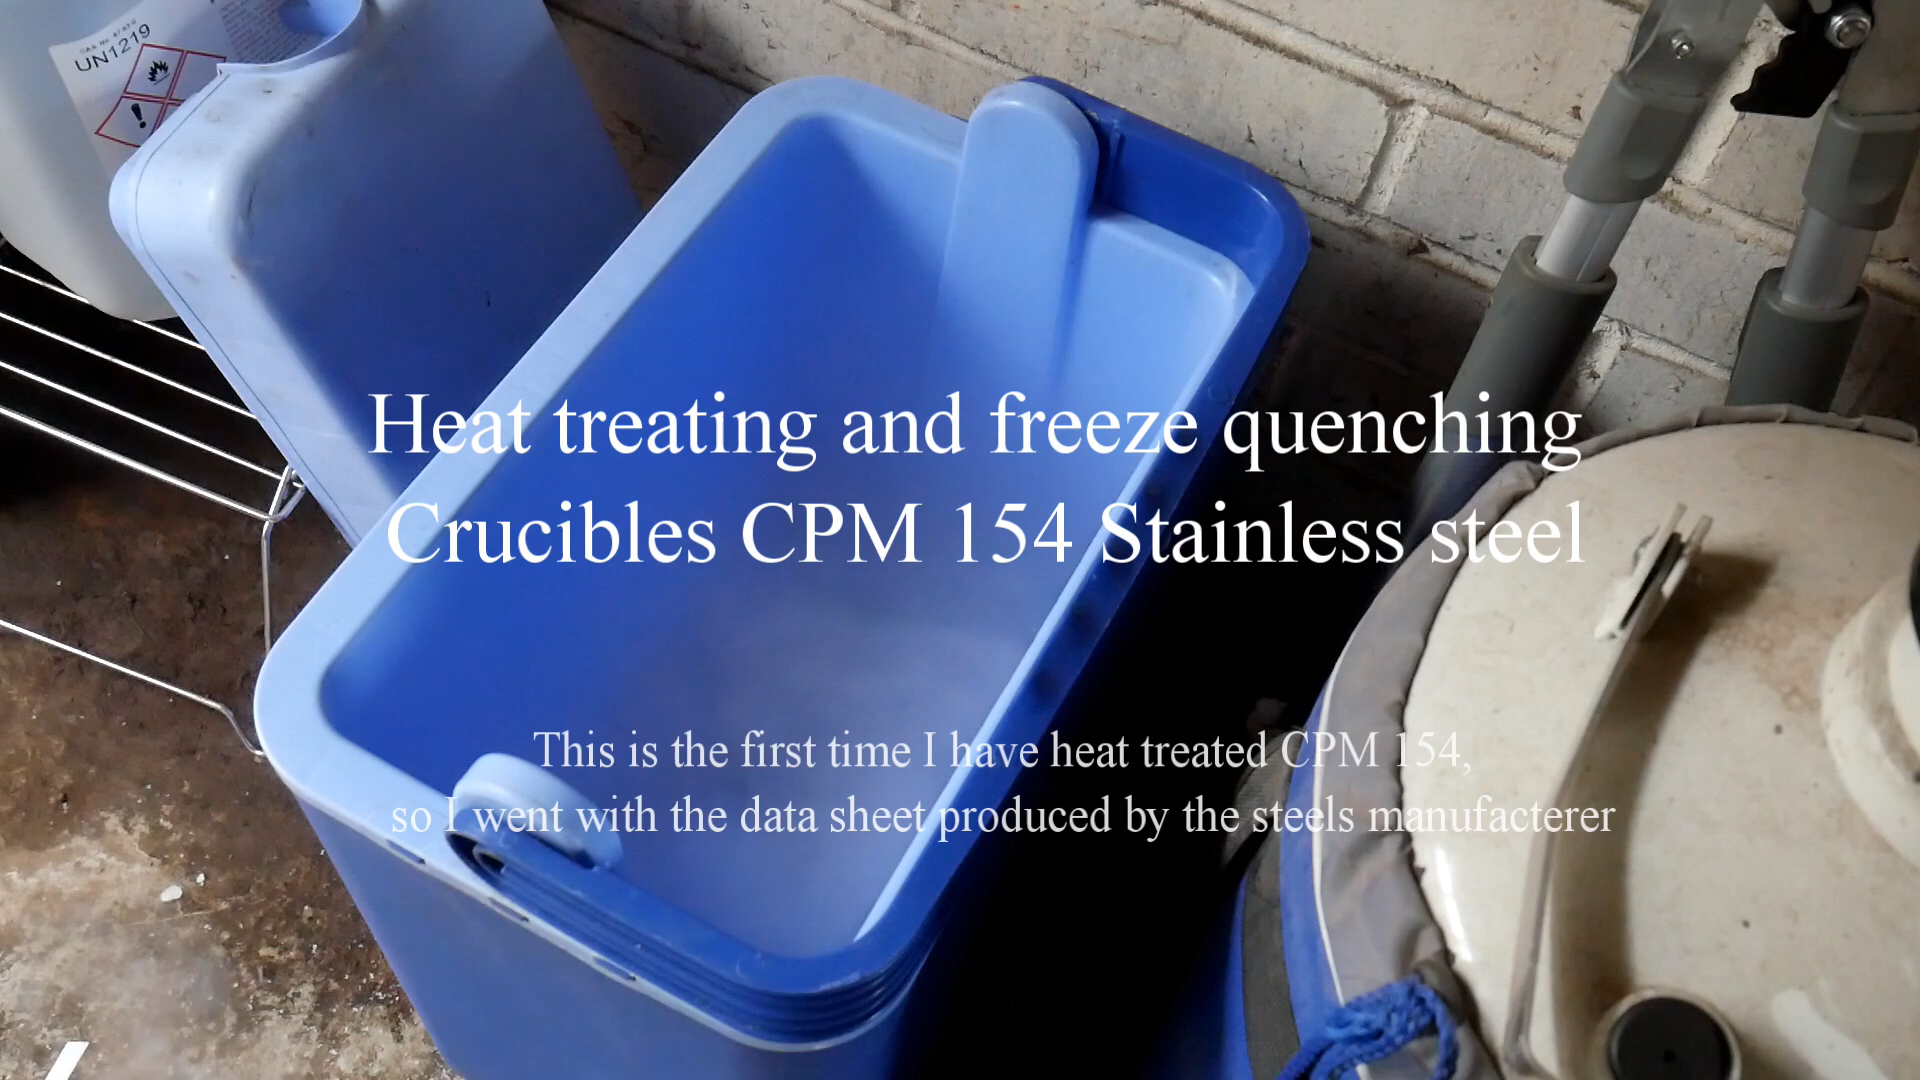 UN1219
Heat treating and freeze quenching
Crucibles CPM 154 Stainless steel
This is the first time I have heat treated CPM 154,
so I went with the data sheet produced by the steels manufacterer